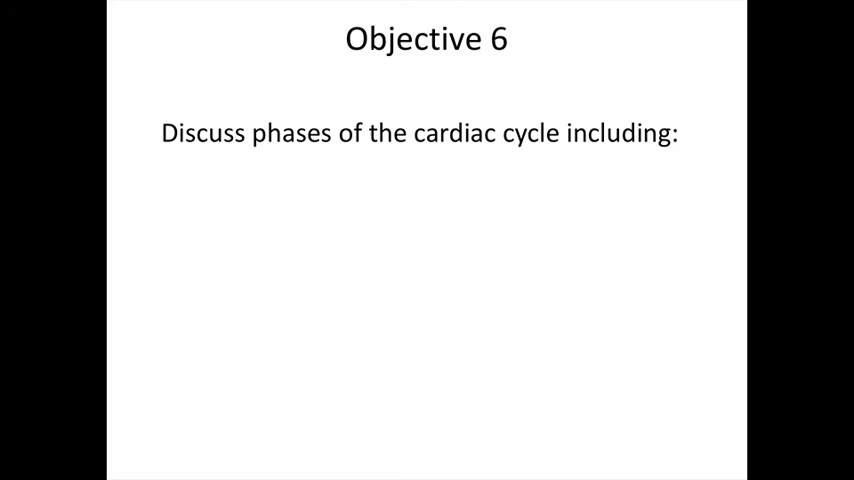 Objective 6
Discuss phases of the cardiac cycle including: